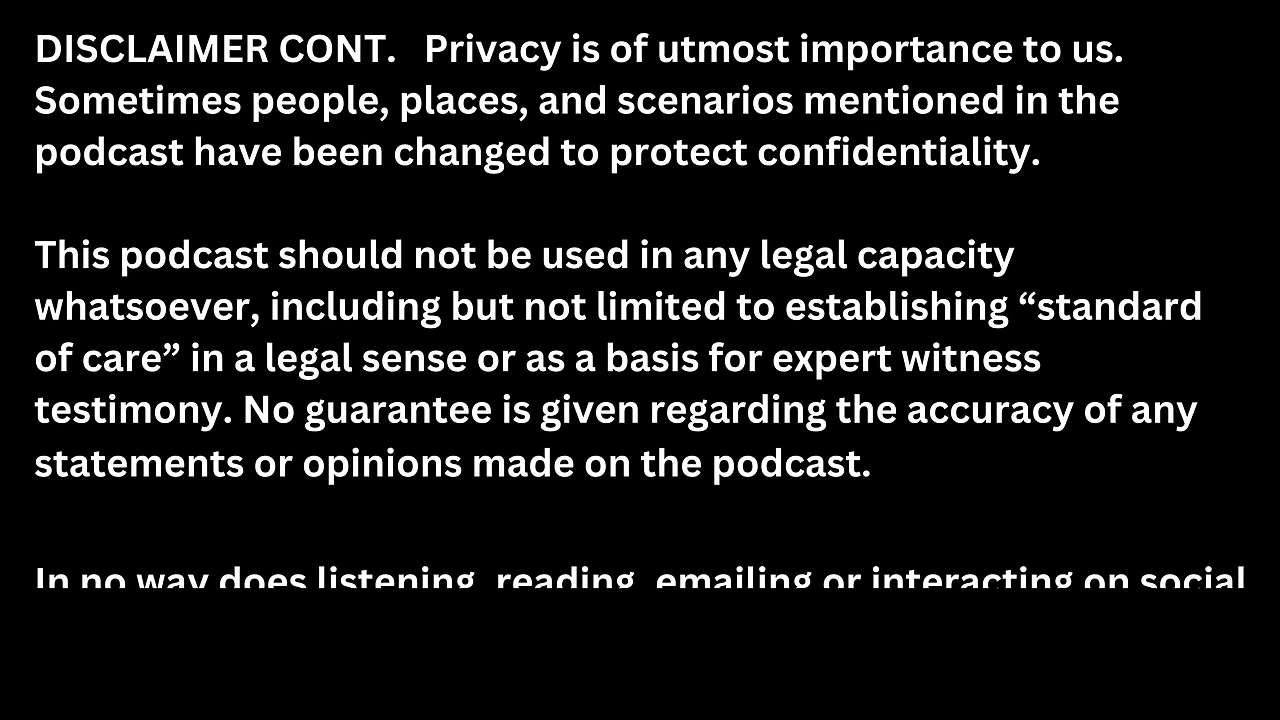 DISCLAIMER CONT.   Privacy is of utmost importance to us.
Sometimes people, places, and scenarios mentioned in the
podcast have been changed to protect confidentiality.
This podcast should not be used in any legal capacity
whatsoever, including but not limited to establishing “standard
of care” in a legal sense or as a basis for expert witness
testimony. No guarantee is given regarding the accuracy of any
statements or opinions made on the podcast.
In no way does listening, reading, emailing or interacting on social